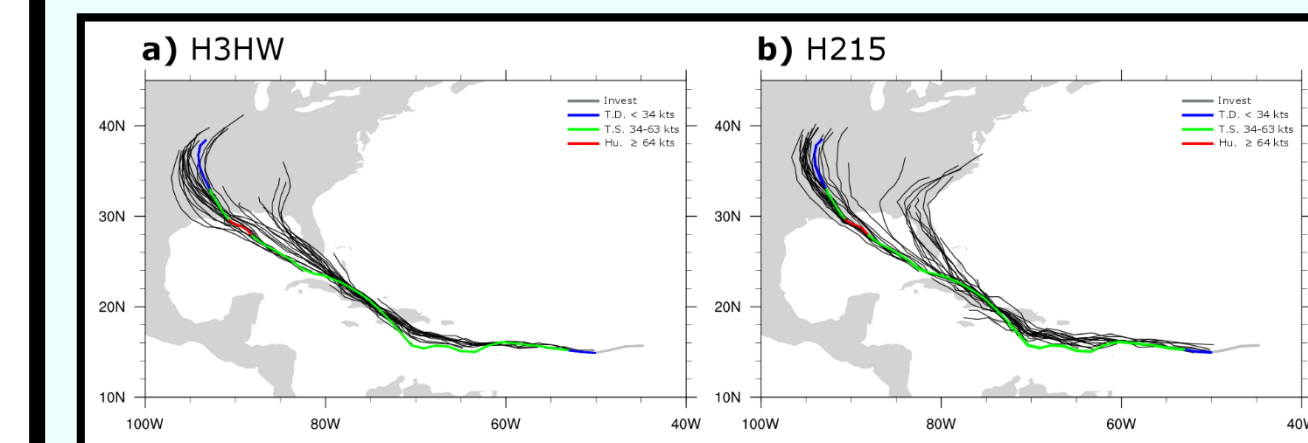 a) H3HW
Invest
T.D. < 34 kts
T.S. 34-63 kts
Hu. ≥ 64 kts
40N
30N
20N
10N
100W 80W 60W 40W
b) H215
Invest
T.D. < 34 kts
T.S. 34-63 kts
Hu. ≥ 64 kts
40N
30N
20N
10N
100W 80W 60W 40W